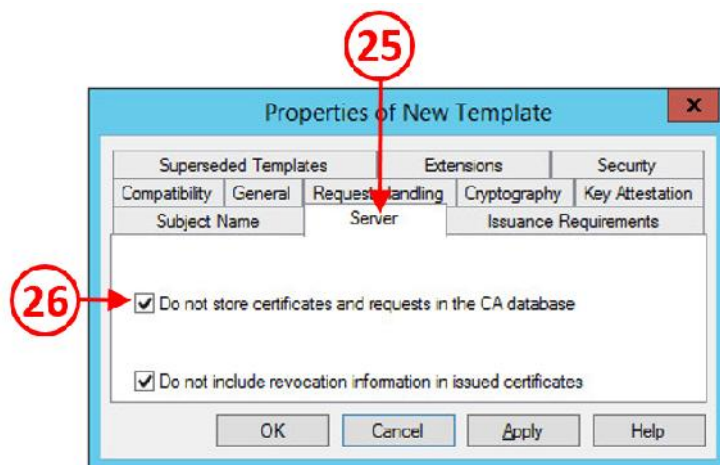 25
Properties of New Template
x
Superseded Templates Extensions Security
Compatibility General Request Handling Cryptography Key Attestation
Subject Name Server Issuance Requirements
26
Do not store certificates and requests in the CA database
Do not include revocation information in issued certificates
OK Cancel Apply Help